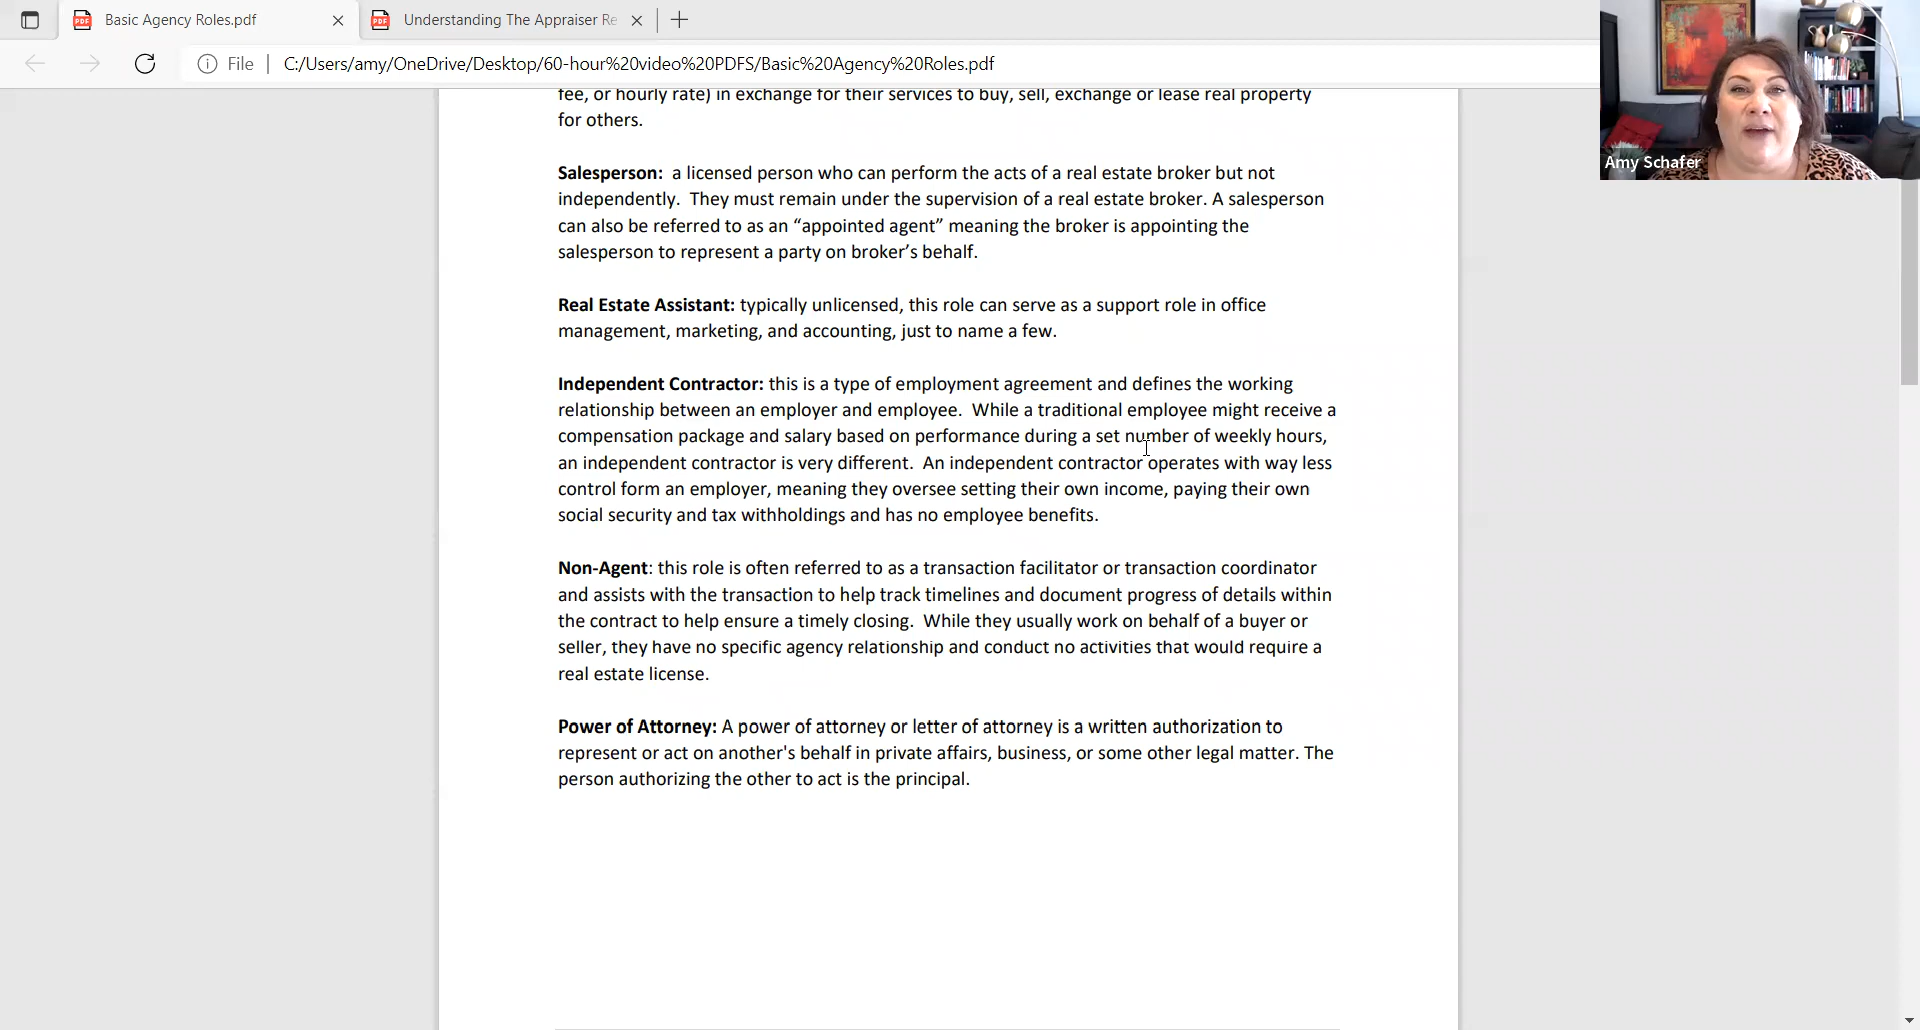 Basic Agency Roles.pdf
Understanding The Appraiser Re
File
C:/Users/amy/OneDrive/Desktop/60-hour%20video%20PDFS/Basic%20Agency%20Roles.pdf
Amy Schafer
fee, or hourly rate) in exchange for their services to buy, sell, exchange or lease real property
for others.
Salesperson: a licensed person who can perform the acts of a real estate broker but not
independently. They must remain under the supervision of a real estate broker. A salesperson
can also be referred to as an “appointed agent” meaning the broker is appointing the
salesperson to represent a party on broker’s behalf.
Real Estate Assistant: typically unlicensed, this role can serve as a support role in office
management, marketing, and accounting, just to name a few.
Independent Contractor: this is a type of employment agreement and defines the working
relationship between an employer and employee. While a traditional employee might receive a
compensation package and salary based on performance during a set number of weekly hours,
an independent contractor is very different. An independent contractor operates with way less
control form an employer, meaning they oversee setting their own income, paying their own
social security and tax withholdings and has no employee benefits.
Non-Agent: this role is often referred to as a transaction facilitator or transaction coordinator
and assists with the transaction to help track timelines and document progress of details within
the contract to help ensure a timely closing. While they usually work on behalf of a buyer or
seller, they have no specific agency relationship and conduct no activities that would require a
real estate license.
Power of Attorney: A power of attorney or letter of attorney is a written authorization to
represent or act on another's behalf in private affairs, business, or some other legal matter. The
person authorizing the other to act is the principal.